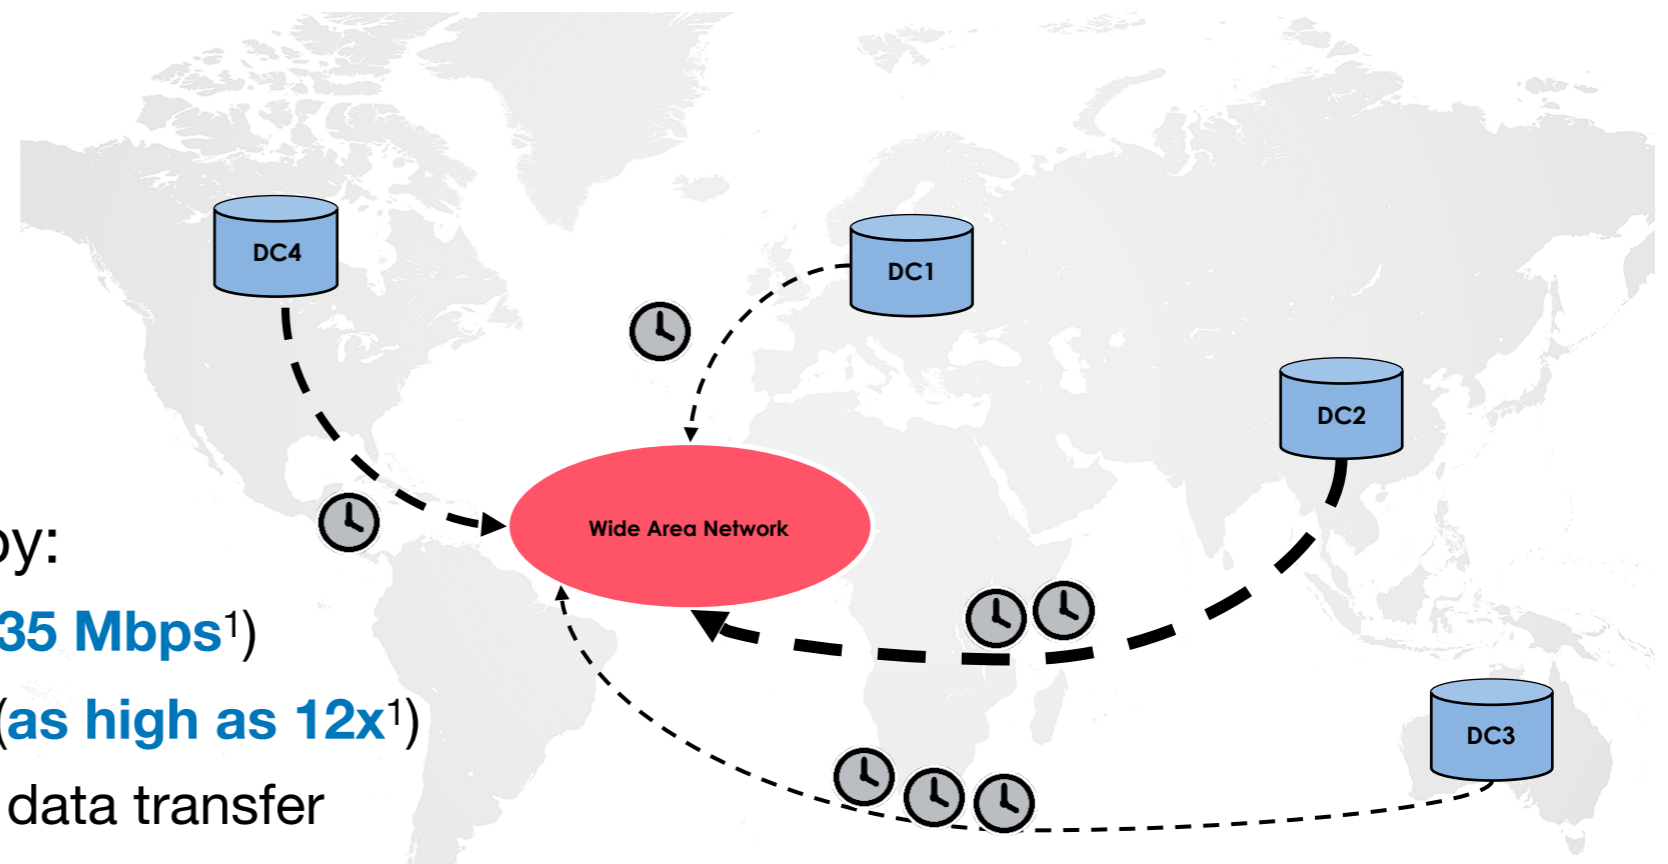 DC4
DC1
DC2
Wide Area Network
by:
35 Mbps¹)
(as high as 12x¹)
data transfer
DC3